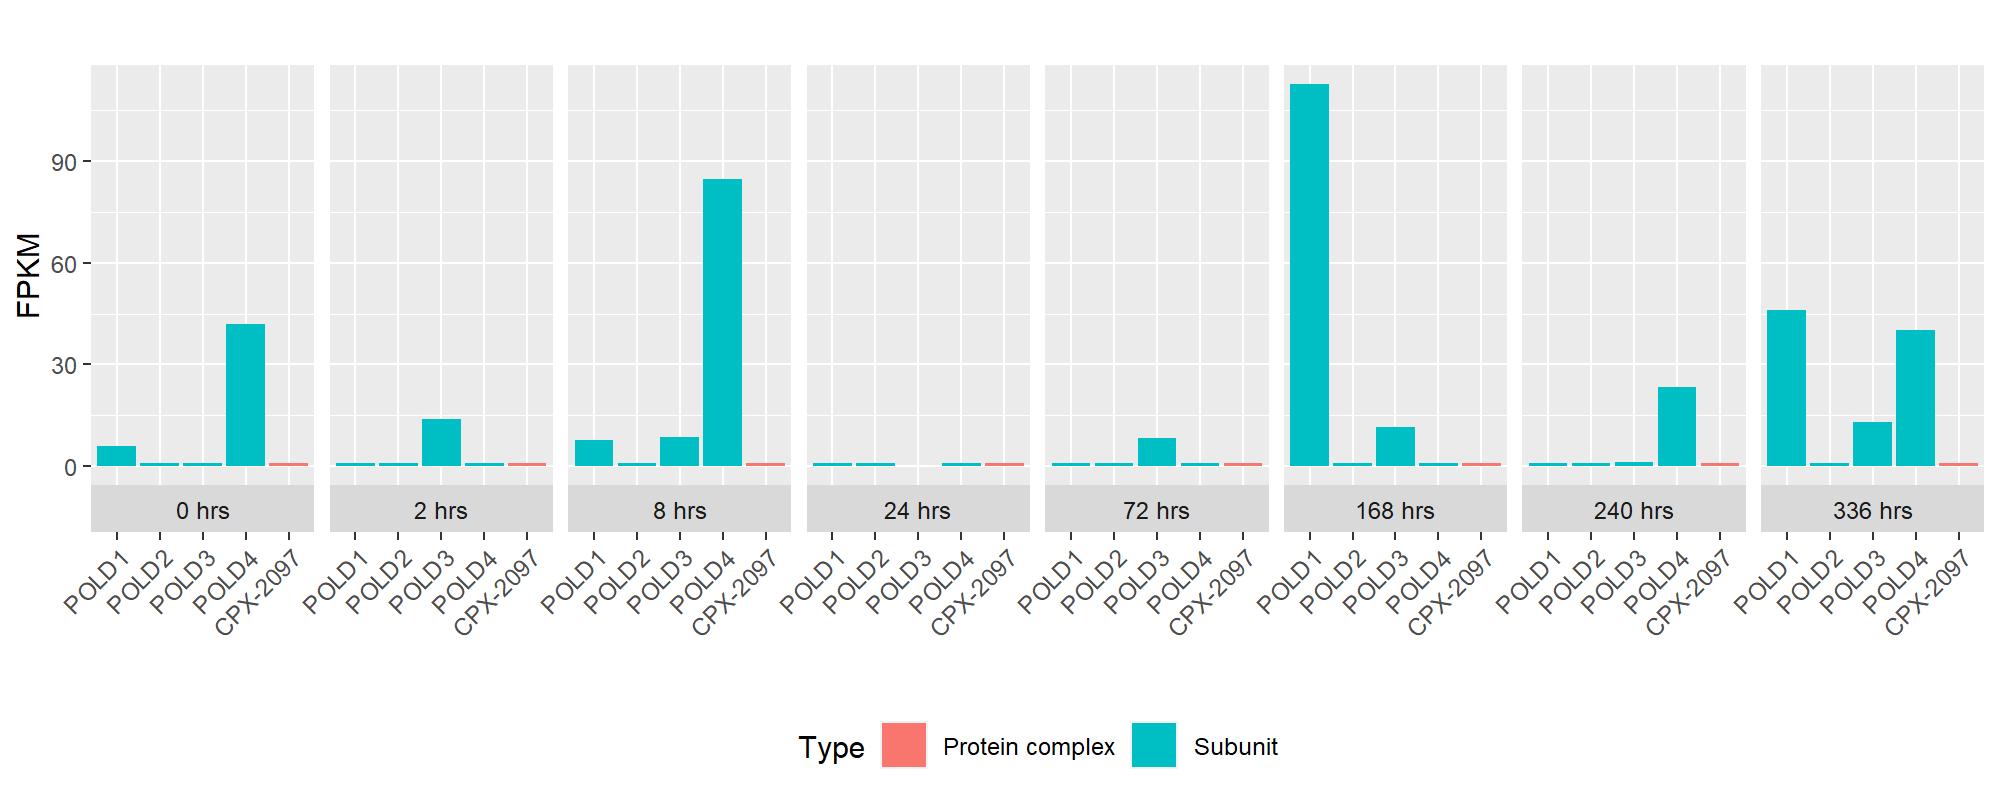 FPKM
90
60
30
0
0 hrs 2 hrs 8 hrs 24 hrs 72 hrs 168 hrs 240 hrs 336 hrs
POLD1 POLD2 POLD3 POLD4 CPX-2097 POLD1 POLD2 POLD3 POLD4 CPX-2097 POLD1 POLD2 POLD3 POLD4 CPX-2097 POLD1 POLD2 POLD3 POLD4 CPX-2097 POLD1 POLD2 POLD3 POLD4 CPX-2097 POLD1 POLD2 POLD3 POLD4 CPX-2097 POLD1 POLD2 POLD3 POLD4 CPX-2097 POLD1 POLD2 POLD3 POLD4 CPX-2097
Type Protein complex Subunit